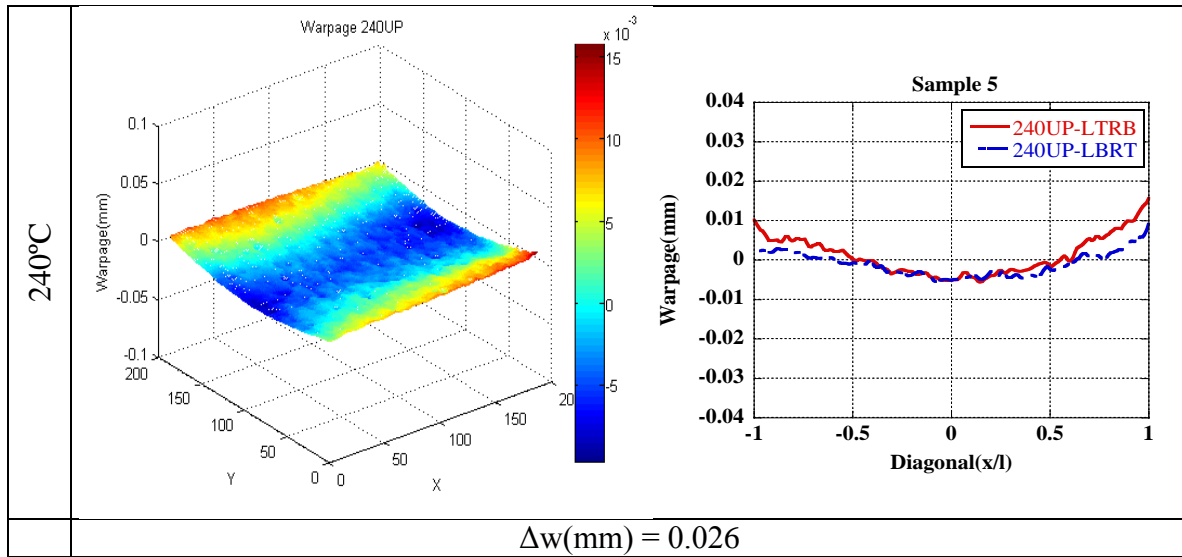 240ºC
Warpage 240UP
x 10⁻³
0.1
0.05
0
-0.05
-0.1
Warpage(mm)
200
150
100
50
0
Y
0
50
100
150
20
X
15
10
5
0
-5
Sample 5
240UP-LTRB
240UP-LBRT
0.04
0.03
0.02
0.01
0
-0.01
-0.02
-0.03
-0.04
Warpage(mm)
-1
-0.5
0
0.5
1
Diagonal(x/l)
Δw(mm) = 0.026